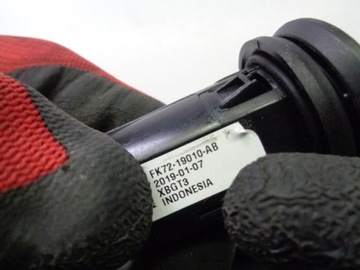 FK72-19010-AB
2019-01-07
XBGT3
INDONESIA